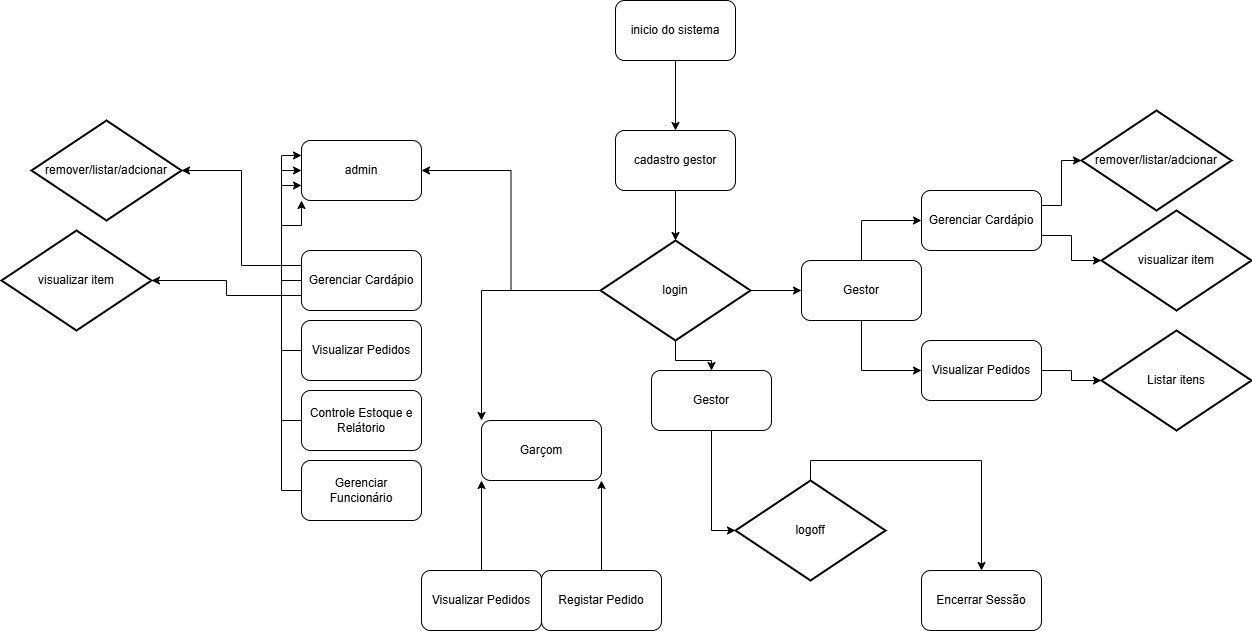 inicio do sistema
cadastro gestor
login
admin
remover/listar/adcionar
visualizar item
Gerenciar Cardápio
Visualizar Pedidos
Controle Estoque e
Relátorio
Gerenciar
Funcionário
Garçom
Visualizar Pedidos
Registar Pedido
Gestor
logoff
Encerrar Sessão
Gestor
Gerenciar Cardápio
remover/listar/adcionar
visualizar item
Visualizar Pedidos
Listar itens